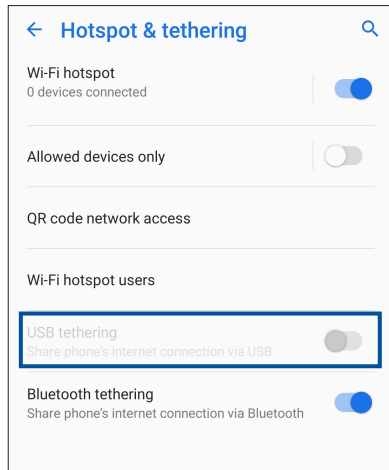 Hotspot & tethering
Wi-Fi hotspot
0 devices connected
Allowed devices only
QR code network access
Wi-Fi hotspot users
USB tethering
Share phone's internet connection via USB
Bluetooth tethering
Share phone's internet connection via Bluetooth